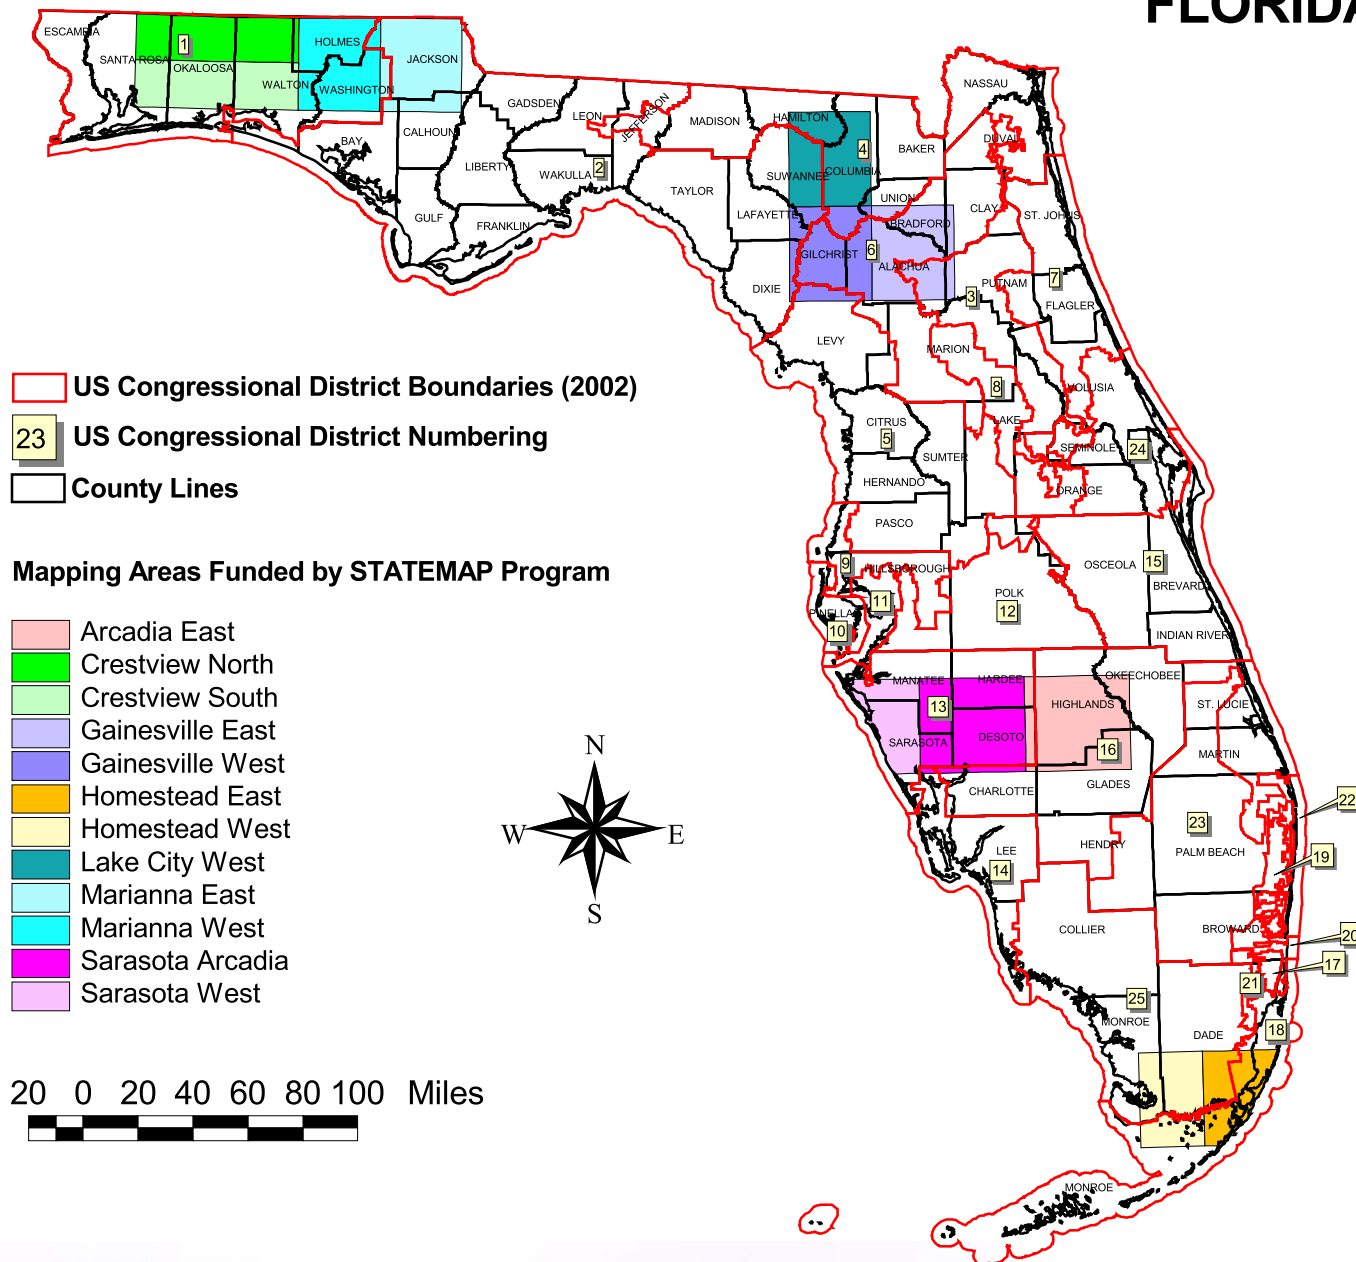 FLORIDA
ESCAMBIA
SANTA ROSA
1
OKALOOSA
WALTON
HOLMES
WASHINGTON
JACKSON
BAY
CALHOUN
GULF
LIBERTY
GADSDEN
FRANKLIN
LEON
WAKULLA
2
JEFFERSON
MADISON
TAYLOR
HAMILTON
SUWANNEE
4
COLUMBIA
LAFAYETTE
DIXIE
GILCHRIST
6
ALACHUA
BRADFORD
UNION
BAKER
NASSAU
DUVAL
CLAY
ST. JOHNS
PUTNAM
3
7
FLAGLER
LEVY
MARION
8
VOLUSIA
CITRUS
5
SUMTER
LAKE
SEMINOLE
24
HERNANDO
ORANGE
PASCO
9
HILLSBOROUGH
11
PINELLAS
10
POLK
12
OSCEOLA
15
BREVARD
INDIAN RIVER
MANATEE
HARDEE
13
SARASOTA
DESOTO
HIGHLANDS
16
OKEECHOBEE
ST. LUCIE
MARTIN
CHARLOTTE
GLADES
22
23
PALM BEACH
19
LEE
14
HENDRY
COLLIER
BROWARD
20
17
21
25
MONROE
DADE
18
MONROE
US Congressional District Boundaries (2002)
23 US Congressional District Numbering
County Lines
Mapping Areas Funded by STATEMAP Program
Arcadia East
Crestview North
Crestview South
Gainesville East
Gainesville West
Homestead East
Homestead West
Lake City West
Marianna East
Marianna West
Sarasota Arcadia
Sarasota West
N
W E
S
20 0 20 40 60 80 100 Miles